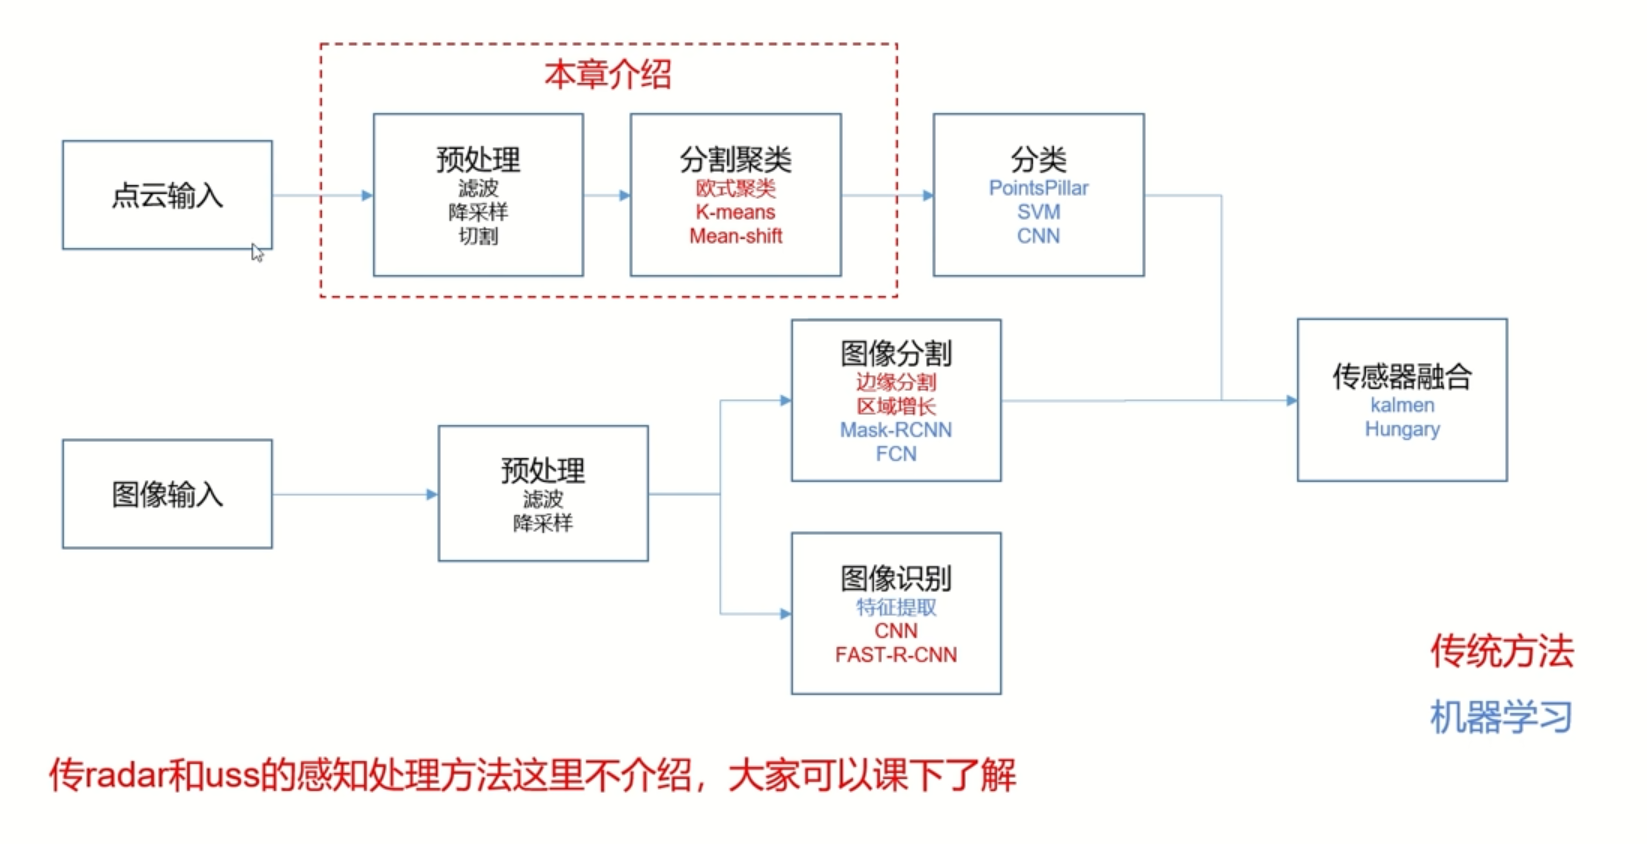 本章介绍
点云输入
预处理
滤波
降采样
切割
分割聚类
欧式聚类
K-means
Mean-shift
分类
PointsPillar
SVM
CNN
图像输入
预处理
滤波
降采样
图像分割
边缘分割
区域增长
Mask-RCNN
FCN
图像识别
特征提取
CNN
FAST-R-CNN
传感器融合
kalmen
Hungary
传统方法
机器学习
传radar和uss的感知处理方法这里不介绍，大家可以课下了解